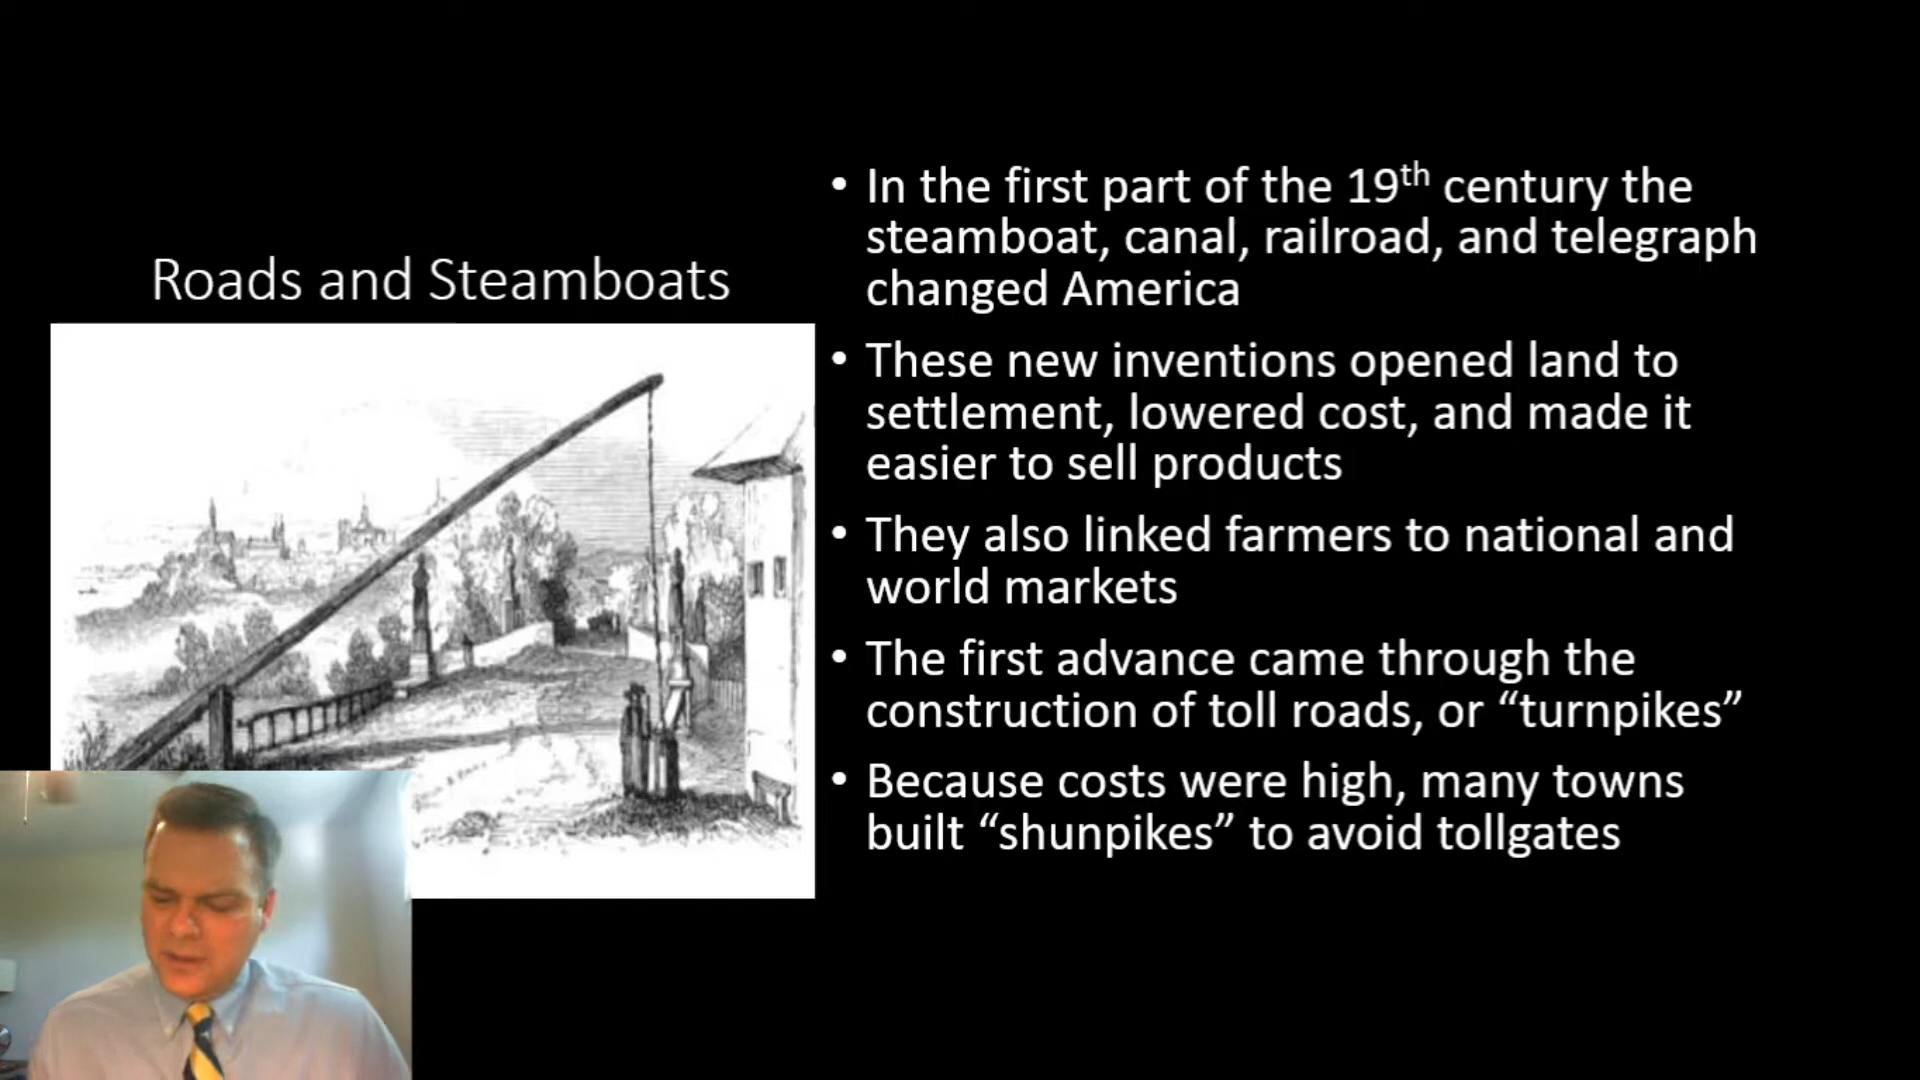 Roads and Steamboats
• In the first part of the 19th century the
steamboat, canal, railroad, and telegraph
changed America
• These new inventions opened land to
settlement, lowered cost, and made it
easier to sell products
• They also linked farmers to national and
world markets
• The first advance came through the
construction of toll roads, or “turnpikes”
• Because costs were high, many towns
built “shunpikes” to avoid tollgates